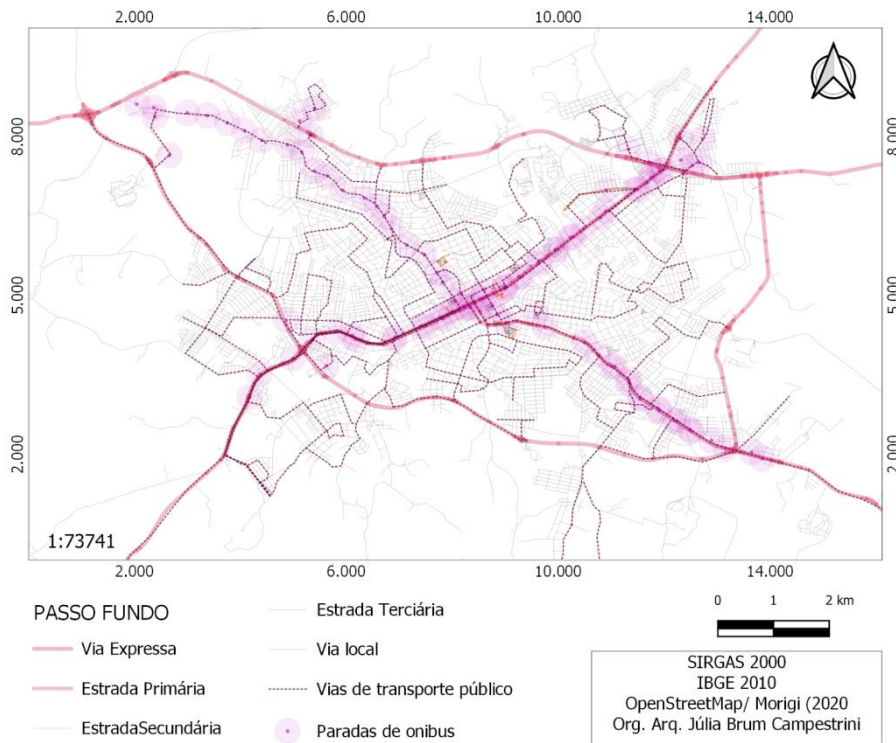 2.000 6.000 10.000 14.000
8.000 8.000
5.000 5.000
2.000 2.000
1:73741
2.000 6.000 10.000 14.000
PASSO FUNDO
Via Expressa
Estrada Primária
EstradaSecundária
Estrada Terciária
Via local
Vias de transporte público
Paradas de onibus
0 1 2 km
SIRGAS 2000
IBGE 2010
OpenStreetMap/ Morigi (2020
Org. Arq. Júlia Brum Campestrini